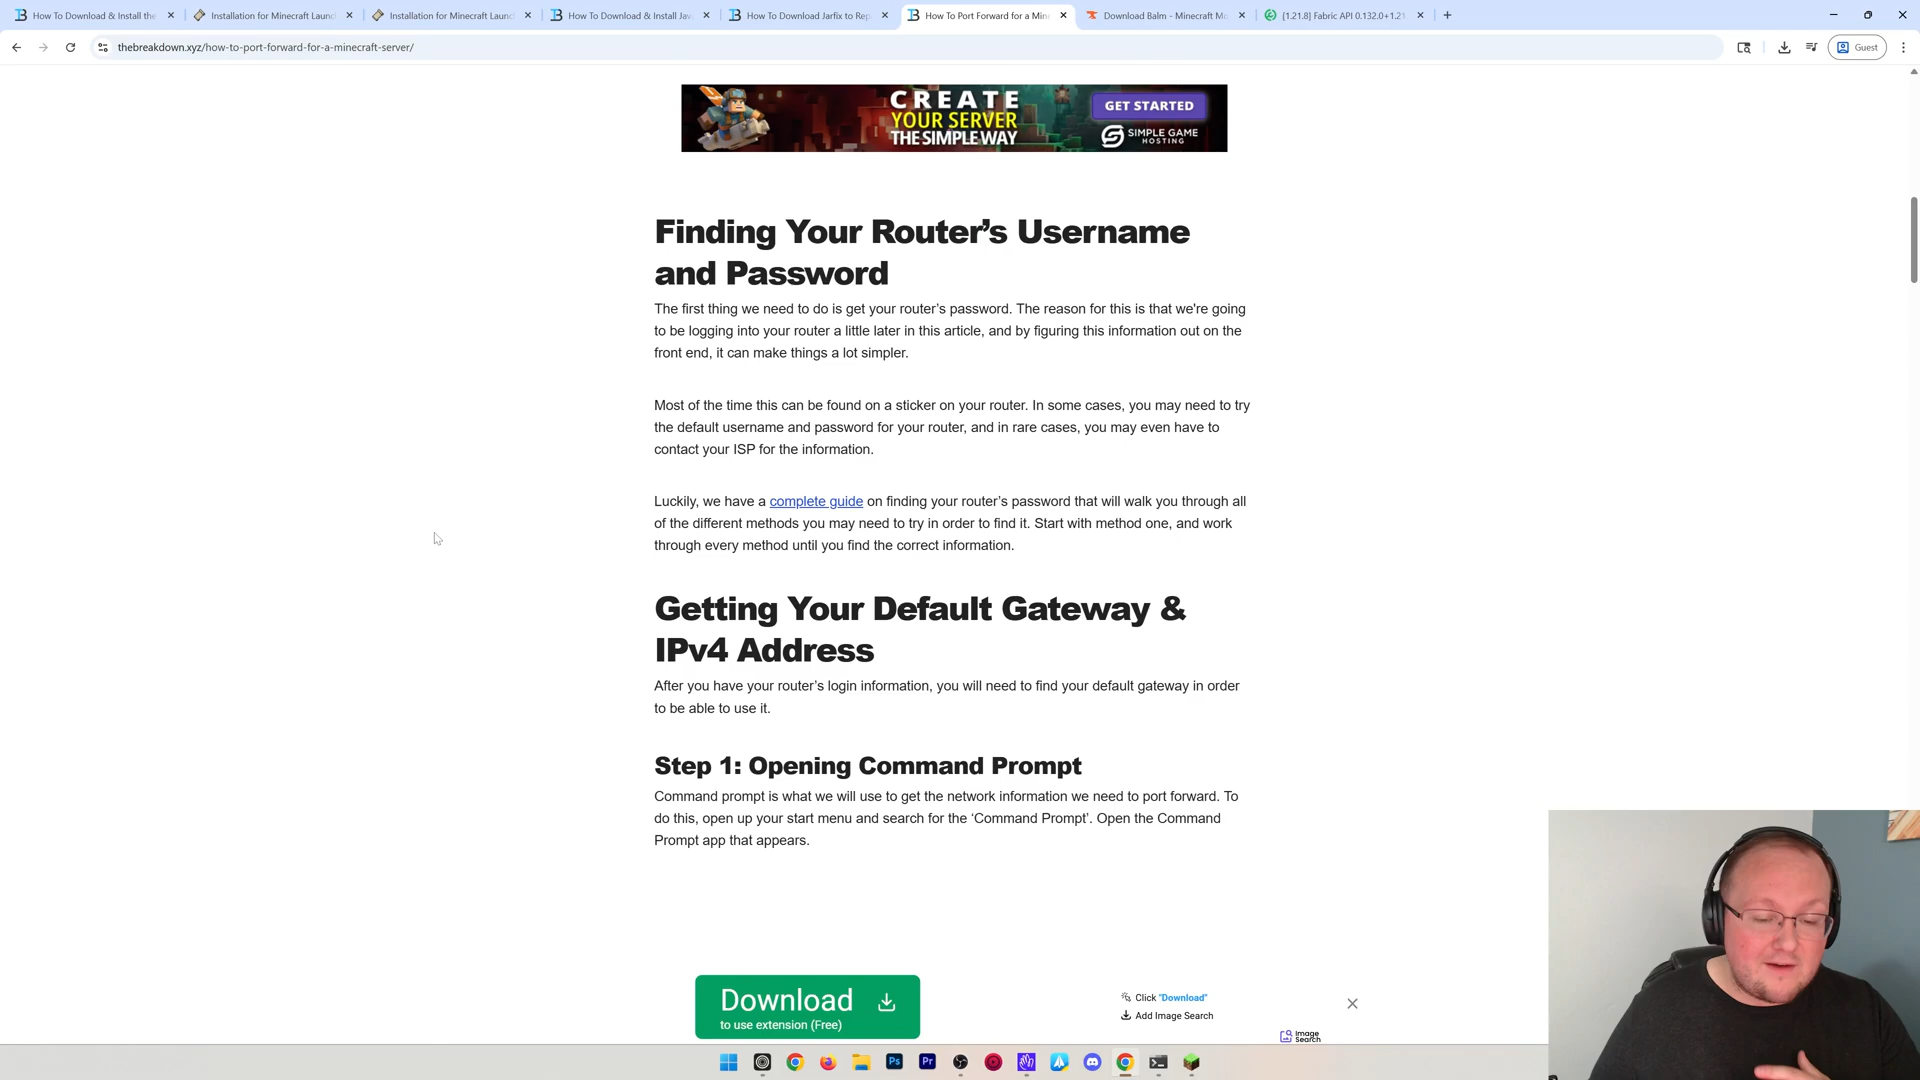 How To Download & Install the
Installation for Minecraft Launc
Installation for Minecraft Launc
How To Download & Install Jav
How To Download Jarfix to Rep
How To Port Forward for a Min
Download Balm - Minecraft Mo
[1.21.8] Fabric API 0.132.0+1.21
thebreakdown.xyz/how-to-port-forward-for-a-minecraft-server/
Guest
CREATE
YOUR SERVER
THE SIMPLE WAY
GET STARTED
SIMPLE GAME
HOSTING
Finding Your Router’s Username
and Password
The first thing we need to do is get your router’s password. The reason for this is that we're going
to be logging into your router a little later in this article, and by figuring this information out on the
front end, it can make things a lot simpler.
Most of the time this can be found on a sticker on your router. In some cases, you may need to try
the default username and password for your router, and in rare cases, you may even have to
contact your ISP for the information.
Luckily, we have a complete guide on finding your router’s password that will walk you through all
of the different methods you may need to try in order to find it. Start with method one, and work
through every method until you find the correct information.
Getting Your Default Gateway &
IPv4 Address
After you have your router’s login information, you will need to find your default gateway in order
to be able to use it.
Step 1: Opening Command Prompt
Command prompt is what we will use to get the network information we need to port forward. To
do this, open up your start menu and search for the ‘Command Prompt’. Open the Command
Prompt app that appears.
Download
to use extension (Free)
Click "Download"
Add Image Search
Image
Search
Ps
Pr